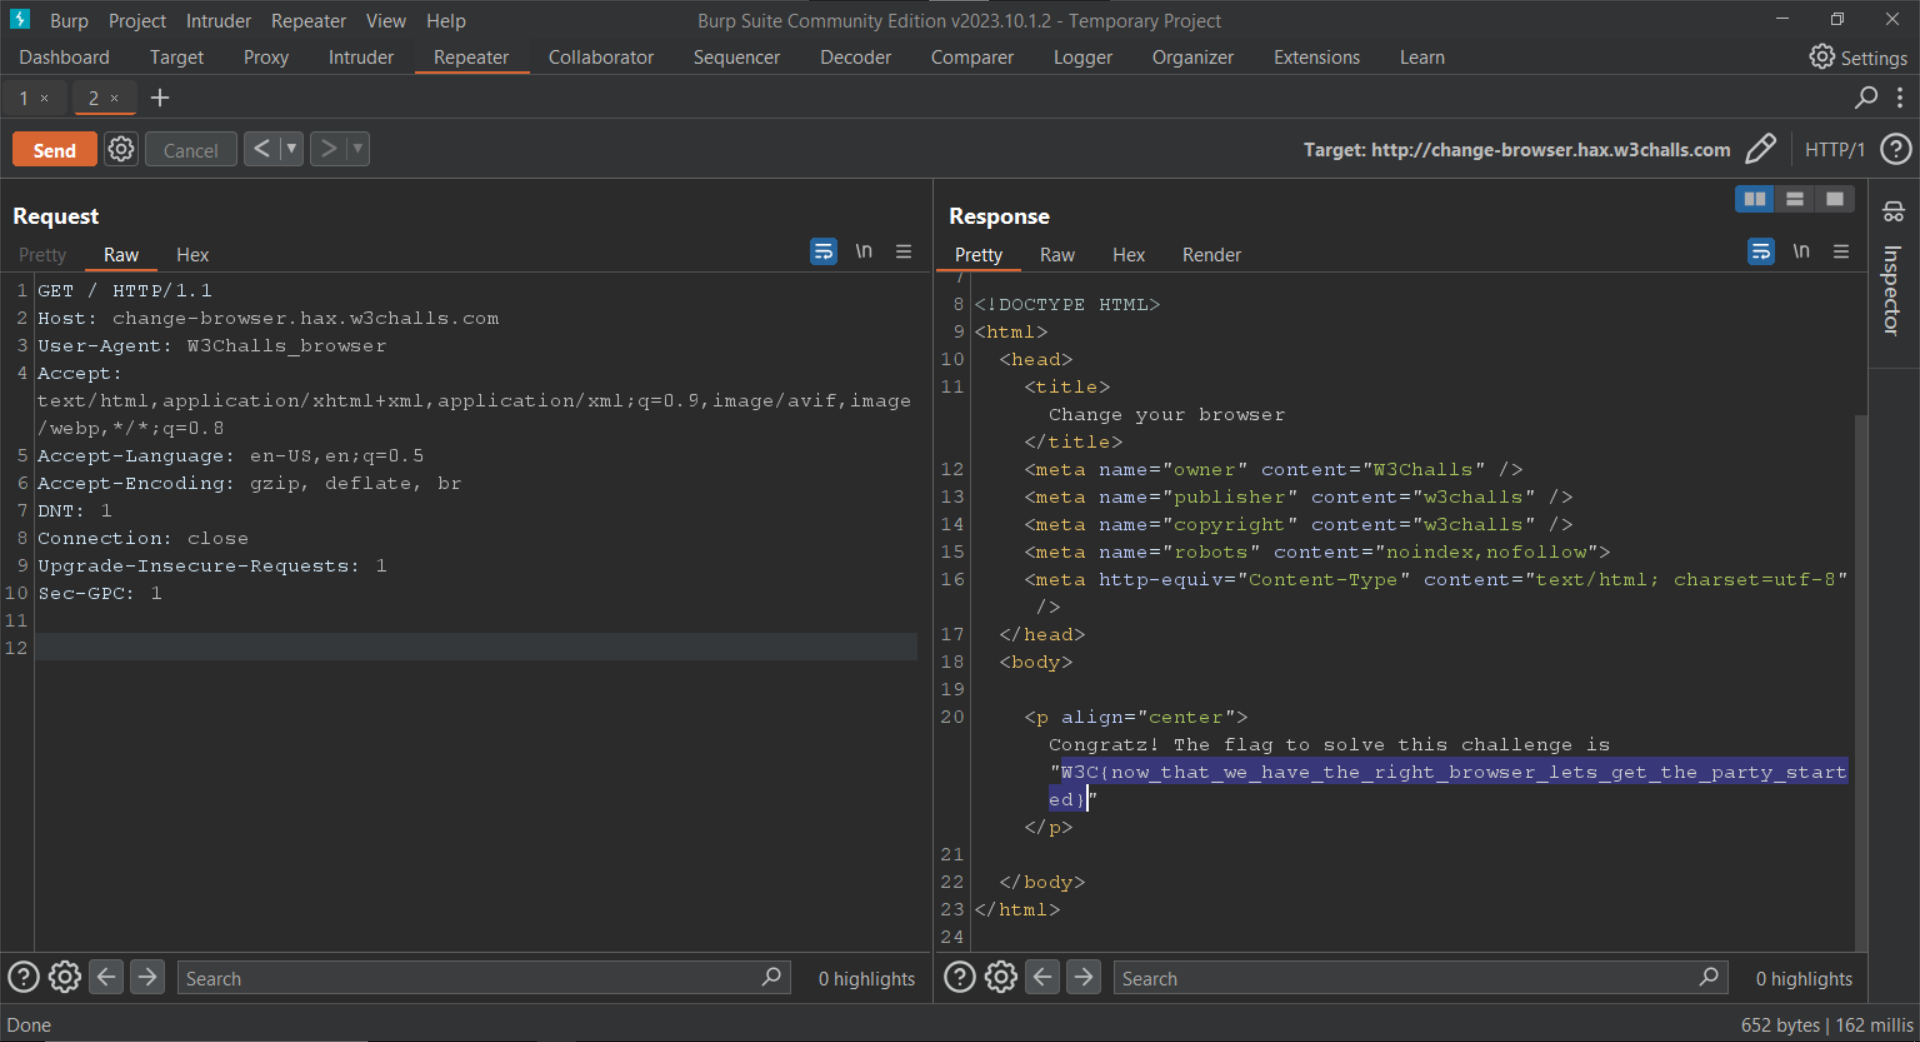 Burp Project Intruder Repeater View Help Burp Suite Community Edition v2023.10.1.2 - Temporary Project
Dashboard Target Proxy Intruder Repeater Collaborator Sequencer Decoder Comparer Logger Organizer Extensions Learn Settings
1 × 2 × +
Send Cancel < ▼ > ▼ Target: http://change-browser.hax.w3challs.com HTTP/1 ?
Request
Pretty Raw Hex \n
1 GET / HTTP/1.1
2 Host: change-browser.hax.w3challs.com
3 User-Agent: W3Challs_browser
4 Accept:
text/html,application/xhtml+xml,application/xml;q=0.9,image/avif,image
/webp,*/*;q=0.8
5 Accept-Language: en-US,en;q=0.5
6 Accept-Encoding: gzip, deflate, br
7 DNT: 1
8 Connection: close
9 Upgrade-Insecure-Requests: 1
10 Sec-GPC: 1
11
12
? Search 0 highlights
Response
Pretty Raw Hex Render \n
7
8 <!DOCTYPE HTML>
9 <html>
10 <head>
11 <title>
Change your browser
</title>
12 <meta name="owner" content="W3Challs" />
13 <meta name="publisher" content="w3challs" />
14 <meta name="copyright" content="w3challs" />
15 <meta name="robots" content="noindex,nofollow">
16 <meta http-equiv="Content-Type" content="text/html; charset=utf-8"
/>
17 </head>
18 <body>
19
20 <p align="center">
Congratz! The flag to solve this challenge is
"W3C{now_that_we_have_the_right_browser_lets_get_the_party_start
ed}"
</p>
21
22 </body>
23 </html>
24
? Search 0 highlights
Inspector
Done 652 bytes | 162 millis